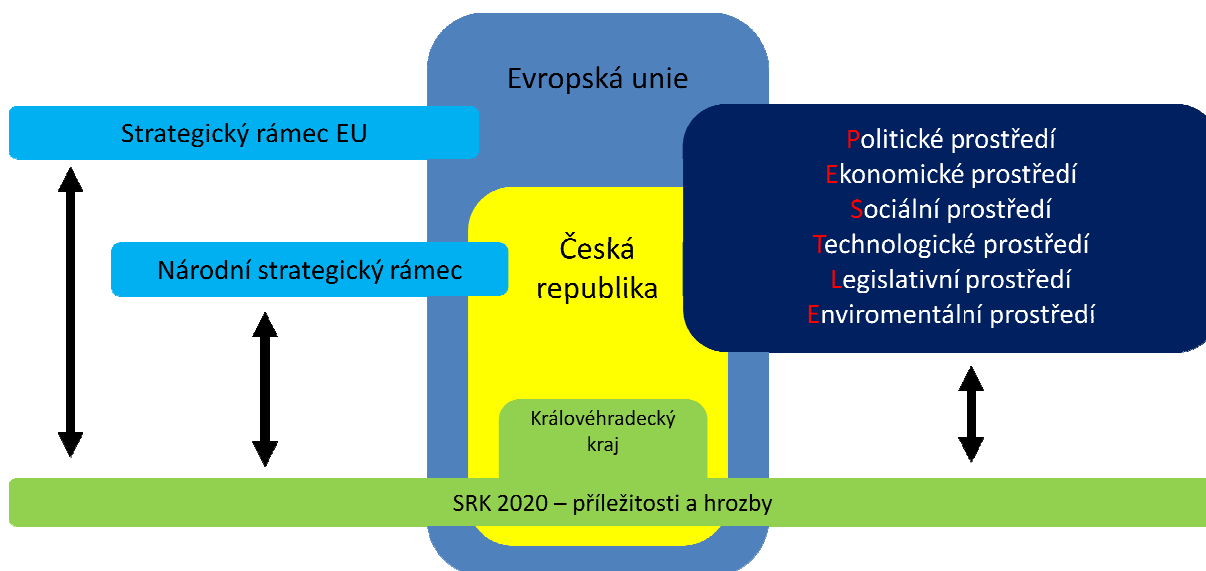 Evropská unie
Strategický rámec EU
Politické prostředí
Ekonomické prostředí
Sociální prostředí
Technologické prostředí
Legislativní prostředí
Enviromentální prostředí
Národní strategický rámec
Česká
republika
Královéhradecký
kraj
SRK 2020 – příležitosti a hrozby